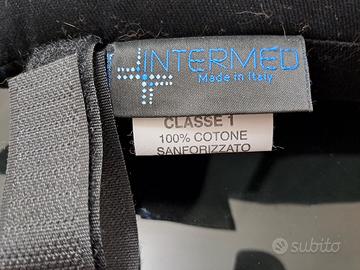 INTERMED
Made in Italy
CLASSE 1
100% COTONE
SANFORIZZATO
subito